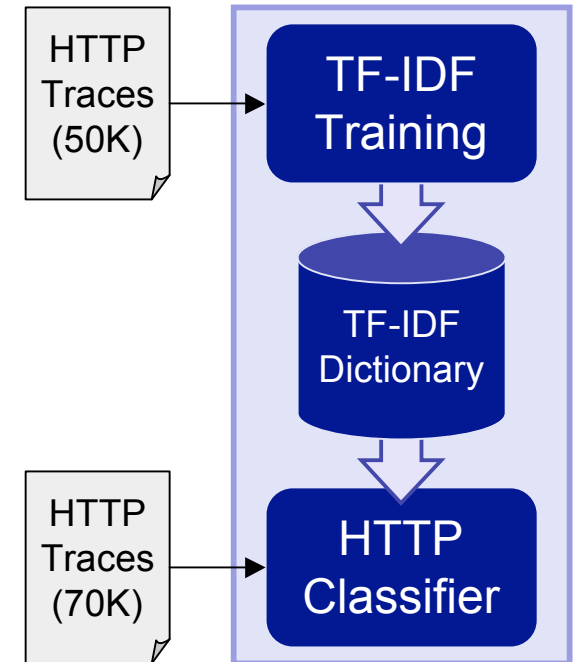 HTTP
Traces
(50K)
TF-IDF
Training
TF-IDF
Dictionary
HTTP
Traces
(70K)
HTTP
Classifier